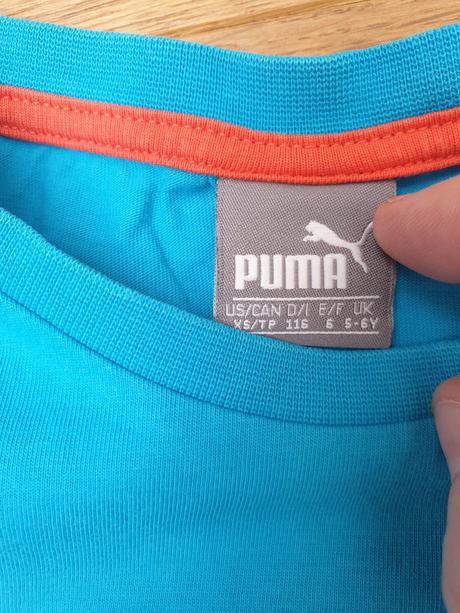 PUMA
US/CAN D/I E/F UK
XS/TP 116 6 5-6Y